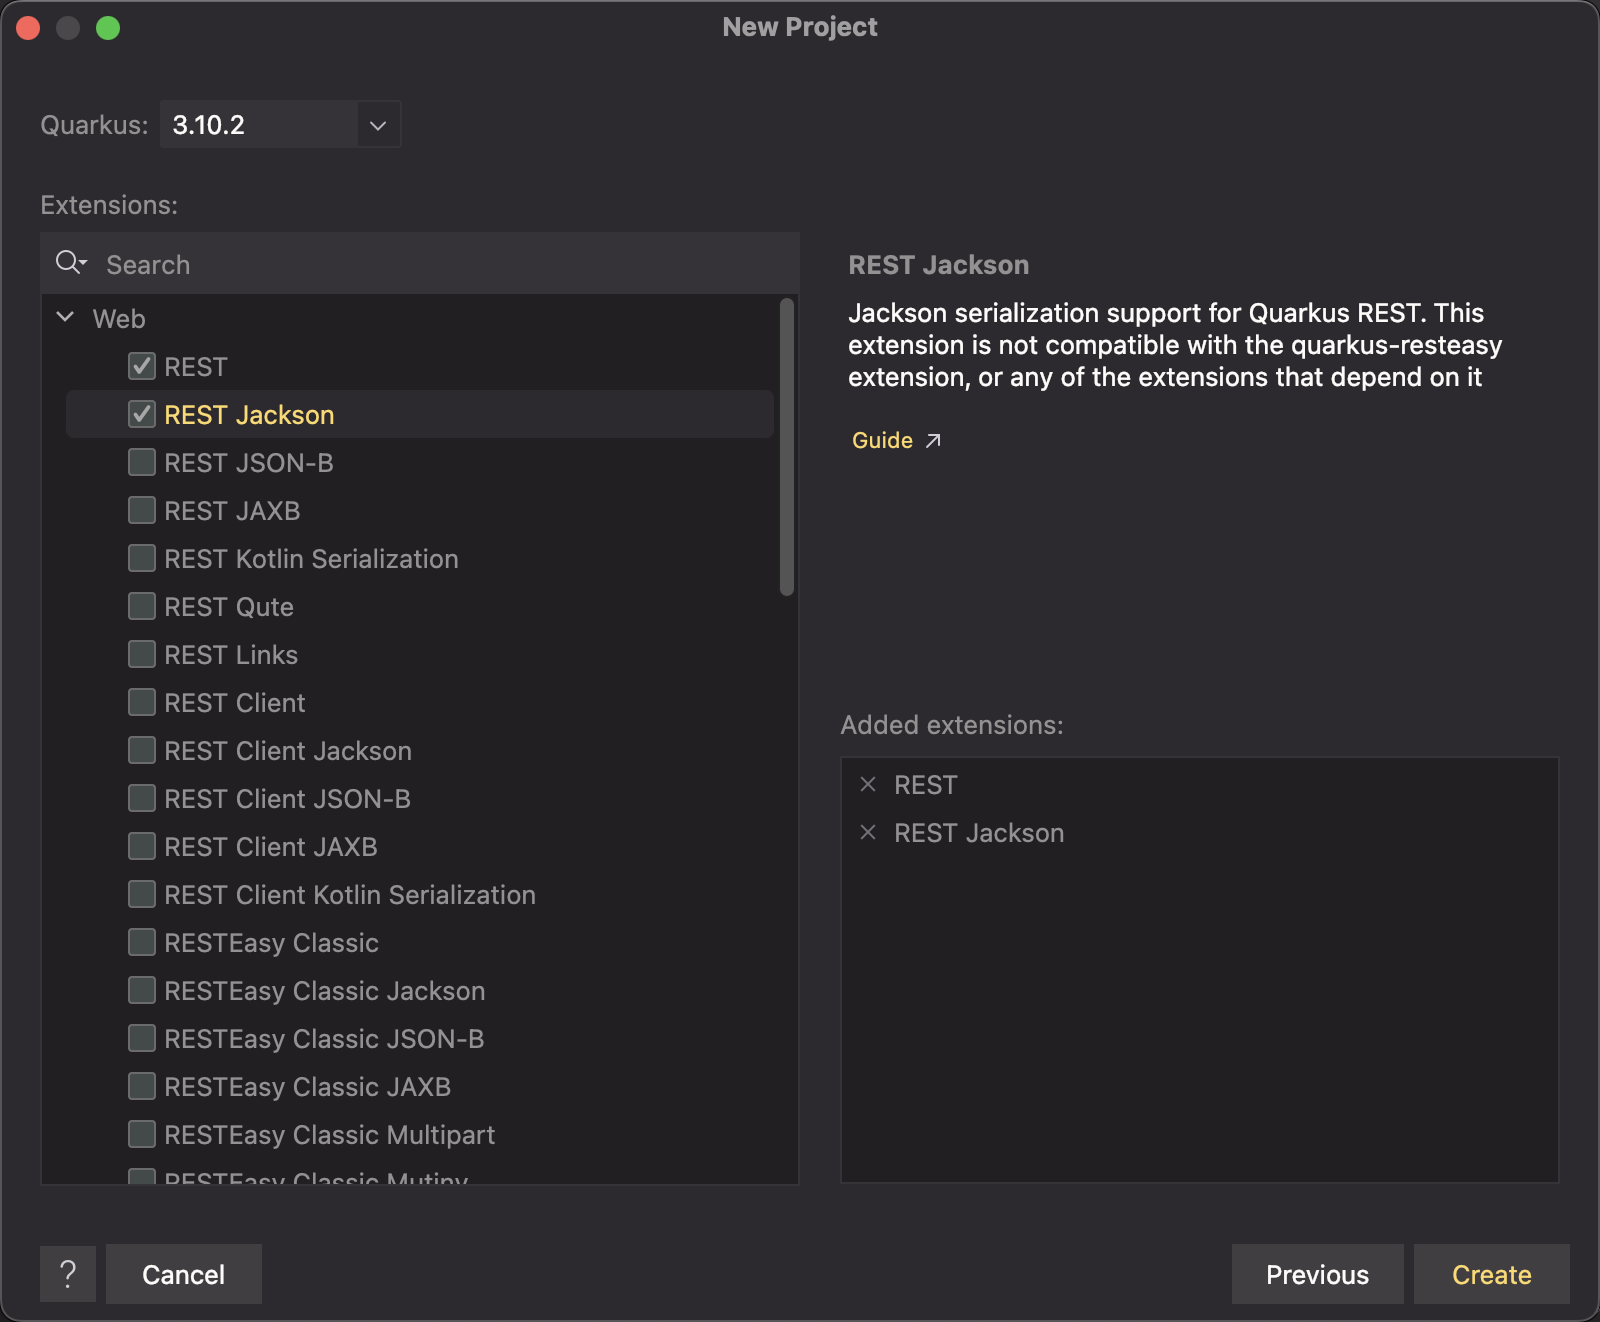 New Project
Quarkus: 3.10.2
Extensions:
Search
Web
REST
REST Jackson
REST JSON-B
REST JAXB
REST Kotlin Serialization
REST Qute
REST Links
REST Client
REST Client Jackson
REST Client JSON-B
REST Client JAXB
REST Client Kotlin Serialization
RESTEasy Classic
RESTEasy Classic Jackson
RESTEasy Classic JSON-B
RESTEasy Classic JAXB
RESTEasy Classic Multipart
RESTEasy Classic Mutiny
REST Jackson
Jackson serialization support for Quarkus REST. This
extension is not compatible with the quarkus-resteasy
extension, or any of the extensions that depend on it
Guide ↗
Added extensions:
× REST
× REST Jackson
?
Cancel
Previous
Create